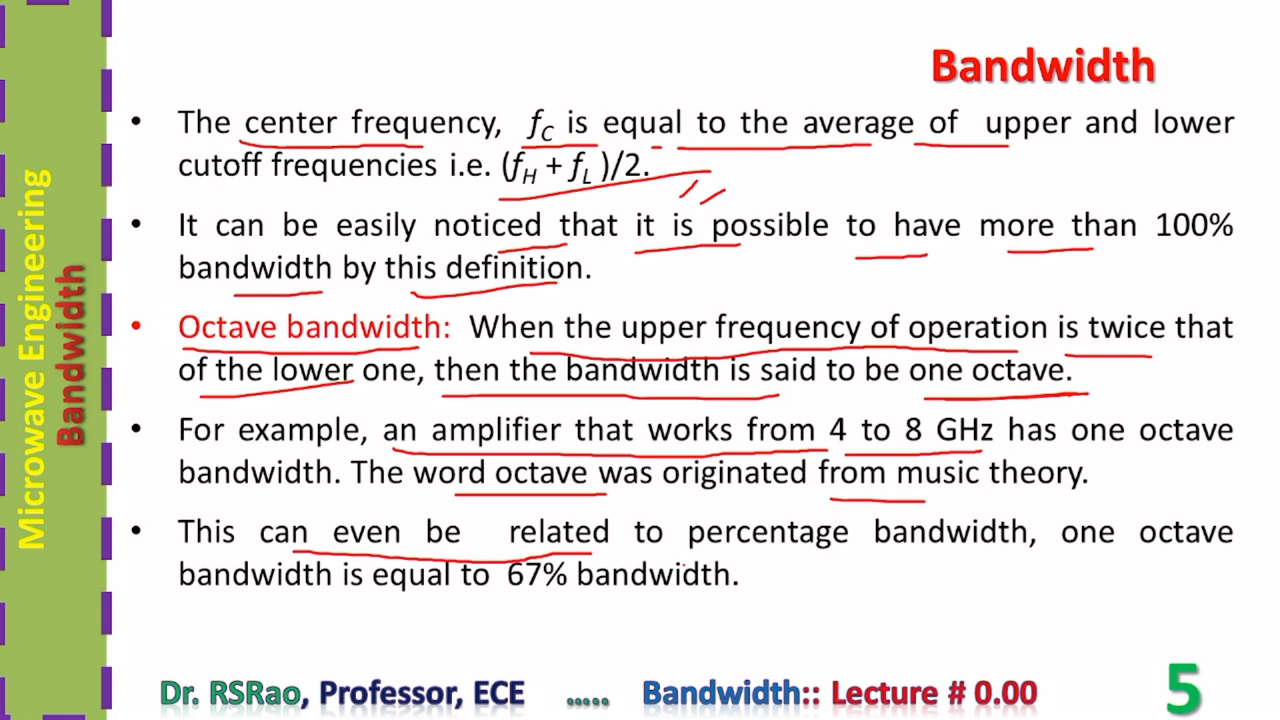 Microwave Engineering
Bandwidth
Bandwidth
• The center frequency, fC is equal to the average of upper and lower
cutoff frequencies i.e. (fH + fL )/2.
• It can be easily noticed that it is possible to have more than 100%
bandwidth by this definition.
• Octave bandwidth: When the upper frequency of operation is twice that
of the lower one, then the bandwidth is said to be one octave.
• For example, an amplifier that works from 4 to 8 GHz has one octave
bandwidth. The word octave was originated from music theory.
• This can even be related to percentage bandwidth, one octave
bandwidth is equal to 67% bandwidth.
Dr. RSRao, Professor, ECE ..... Bandwidth:: Lecture # 0.00 5